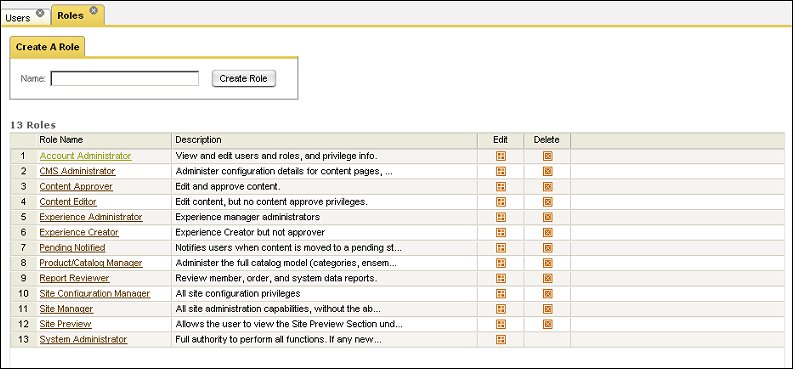 Users Roles
Create A Role
Name: Create Role
13 Roles
Role Name Description Edit Delete
1 Account Administrator View and edit users and roles, and privilege info.
2 CMS Administrator Administer configuration details for content pages, ...
3 Content Approver Edit and approve content.
4 Content Editor Edit content, but no content approve privileges.
5 Experience Administrator Experience manager administrators
6 Experience Creator Experience Creator but not approver
7 Pending Notified Notifies users when content is moved to a pending st...
8 Product/Catalog Manager Administer the full catalog model (categories, ensem...
9 Report Reviewer Review member, order, and system data reports.
10 Site Configuration Manager All site configuration privileges
11 Site Manager All site administration capabilities, without the ab...
12 Site Preview Allows the user to view the Site Preview Section und...
13 System Administrator Full authority to perform all functions. If any new...